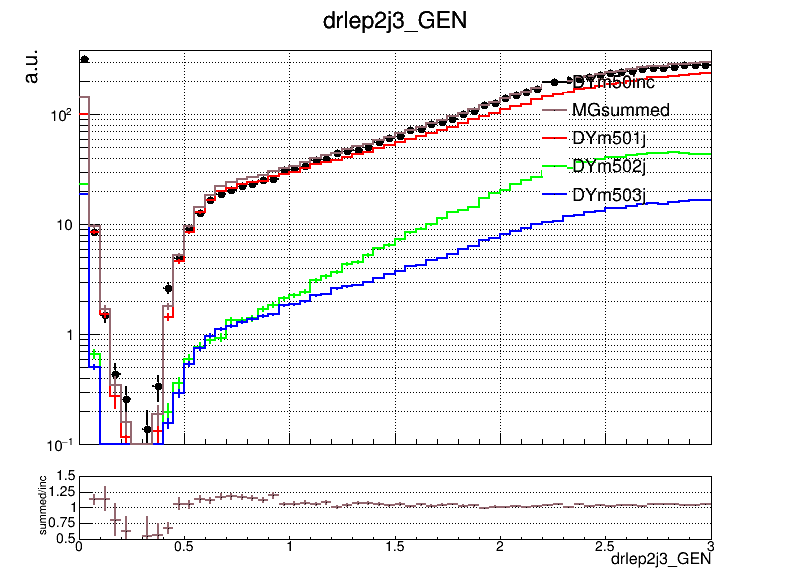 drlep2j3_GEN
a.u.
10²
10
1
10⁻¹
DYm50inc
MGsummed
DYm501j
DYm502j
DYm503j
summed/inc
1.5
1.25
1
0.75
0.5
0 0.5 1 1.5 2 2.5 3
drlep2j3_GEN